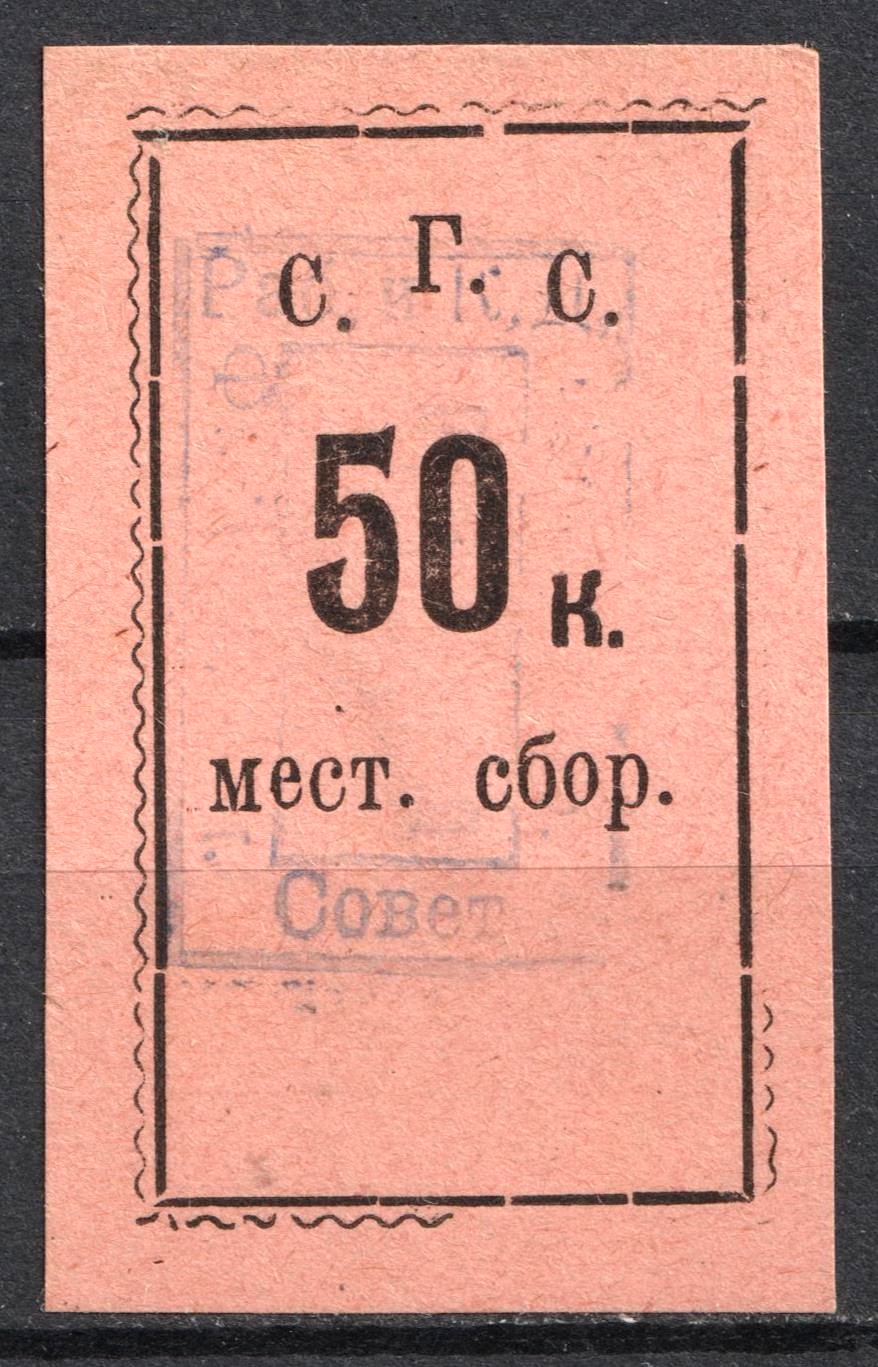 С. Г. С.
50 к.
мест. сбор.
Совет